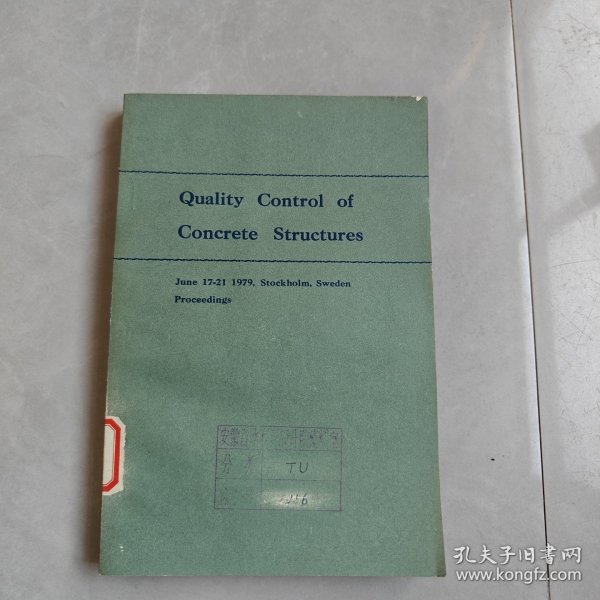 Quality Control of
Concrete Structures
June 17-21 1979, Stockholm, Sweden
Proceedings
TU
孔夫子旧书网
www.kongfz.com